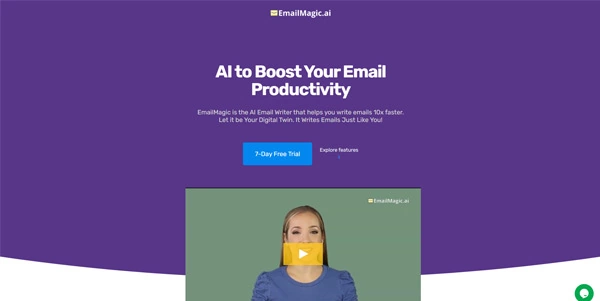 EmailMagic.ai
AI to Boost Your Email
Productivity
EmailMagic is the AI Email Writer that helps you write emails 10x faster.
Let it be Your Digital Twin. It Writes Emails Just Like You!
7-Day Free Trial
Explore features
EmailMagic.ai